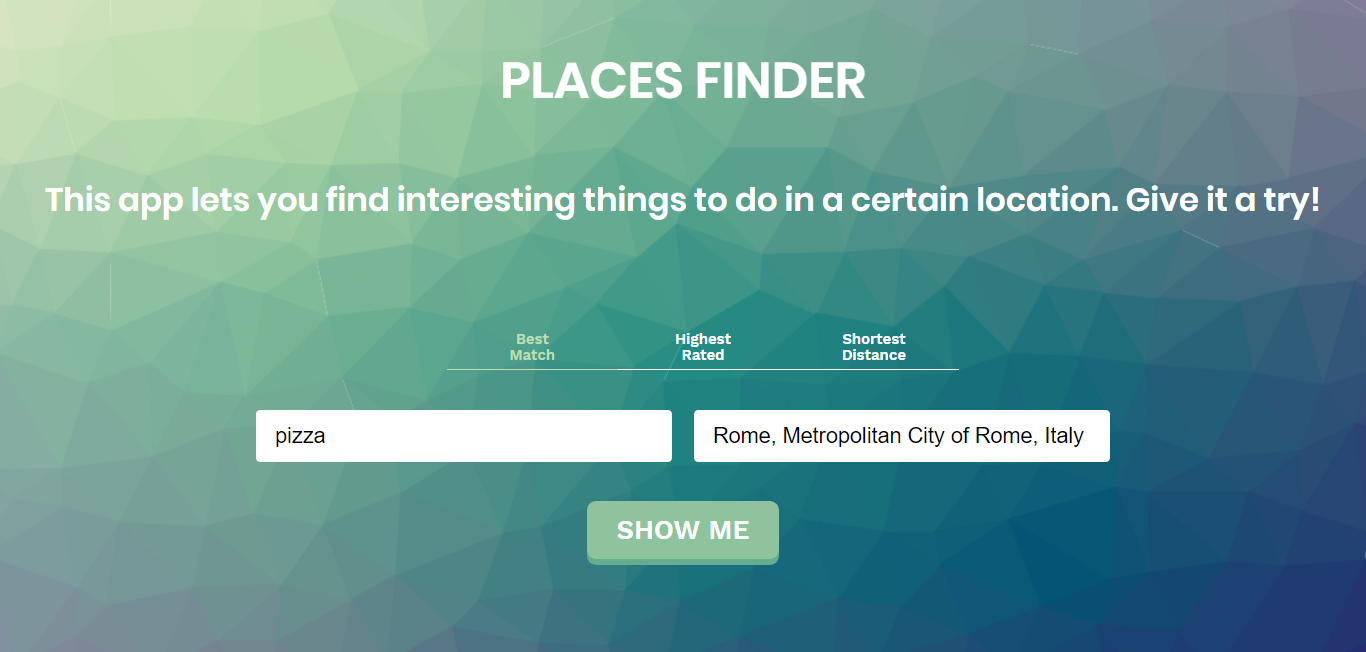 PLACES FINDER
This app lets you find interesting things to do in a certain location. Give it a try!
Best
Match
Highest
Rated
Shortest
Distance
pizza
Rome, Metropolitan City of Rome, Italy
SHOW ME